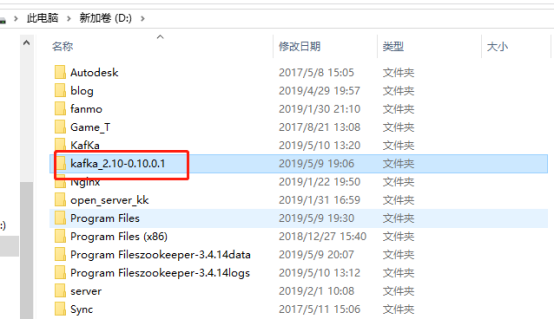 此电脑 › 新加卷 (D:) ›
名称 修改日期 类型 大小
Autodesk 2017/5/8 15:05 文件夹
blog 2019/4/29 19:57 文件夹
fanmo 2019/1/30 21:10 文件夹
Game_T 2017/8/21 13:08 文件夹
KafKa 2019/5/10 13:20 文件夹
kafka_2.10-0.10.0.1 2019/5/9 19:06 文件夹
Nginx 2019/1/22 19:50 文件夹
open_server_kk 2019/1/31 16:59 文件夹
Program Files 2019/5/9 19:30 文件夹
Program Files (x86) 2018/12/27 15:40 文件夹
Program Fileszookeeper-3.4.14data 2019/5/9 20:07 文件夹
Program Fileszookeeper-3.4.14logs 2019/5/10 13:12 文件夹
server 2019/2/1 10:08 文件夹
Sync 2017/5/11 15:06 文件夹
:)